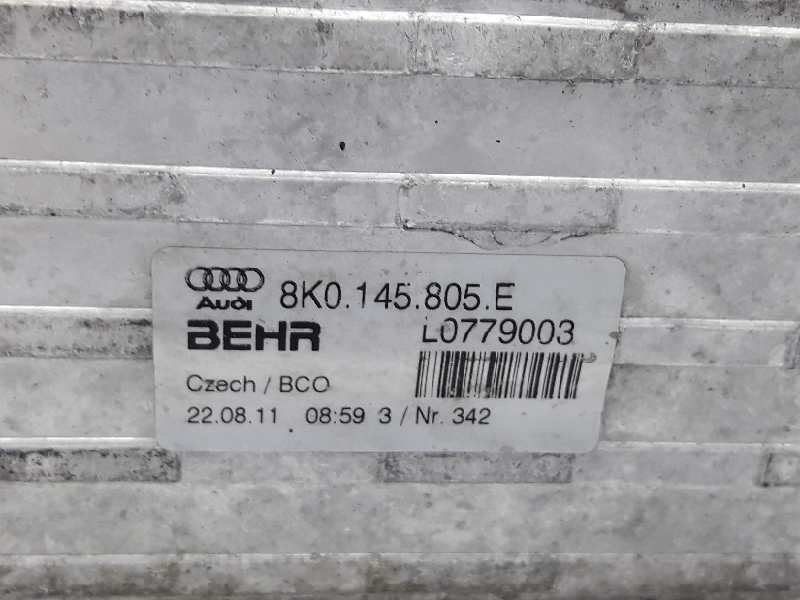 Audi 8K0.145.805.E
BEHR L0779003
Czech / BCO
22.08.11 08:59 3 / Nr. 342